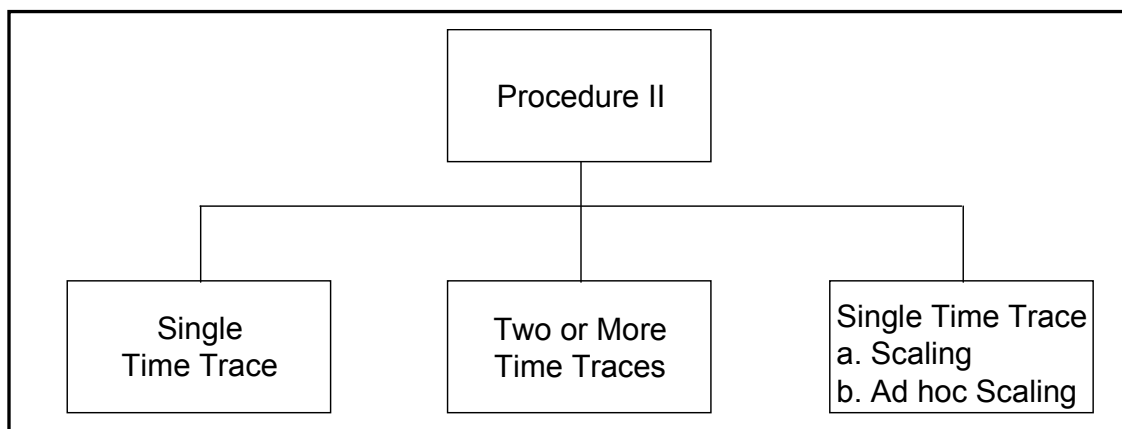 Procedure II
Single
Time Trace
Two or More
Time Traces
Single Time Trace
a. Scaling
b. Ad hoc Scaling